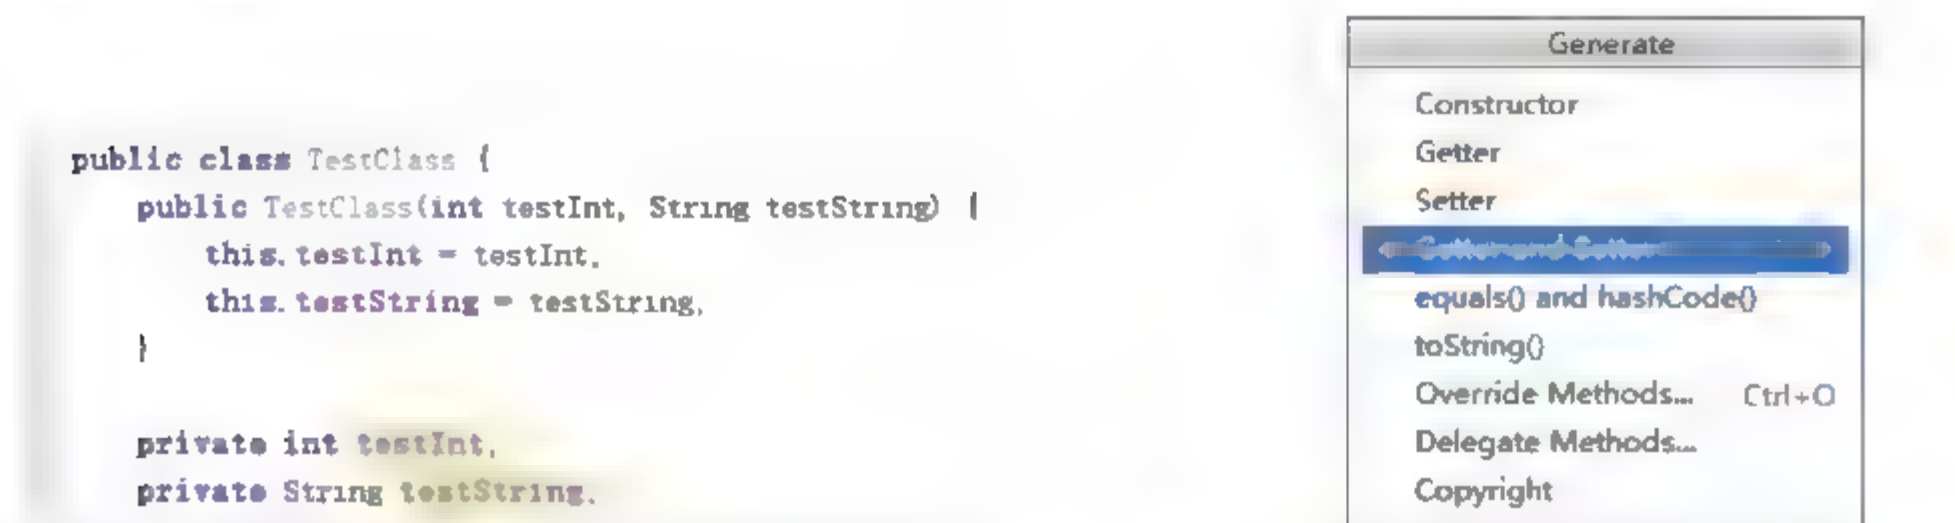 public class TestClass {
public TestClass(int testInt, String testString) {
this.testInt = testInt;
this.testString = testString;
}
private int testInt;
private String testString;
Generate
Constructor
Getter
Setter
equals() and hashCode()
toString()
Override Methods... Ctrl+O
Delegate Methods...
Copyright